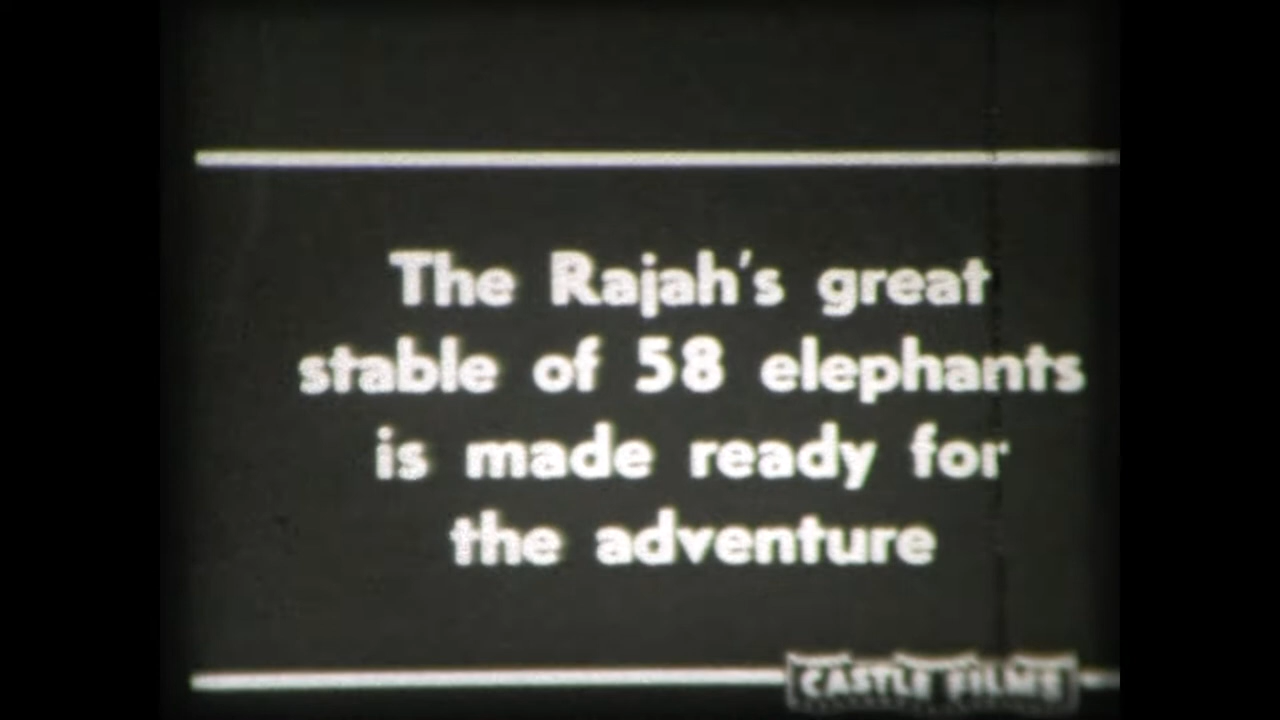 The Rajah's great
stable of 58 elephants
is made ready for
the adventure
CASTLE FILMS